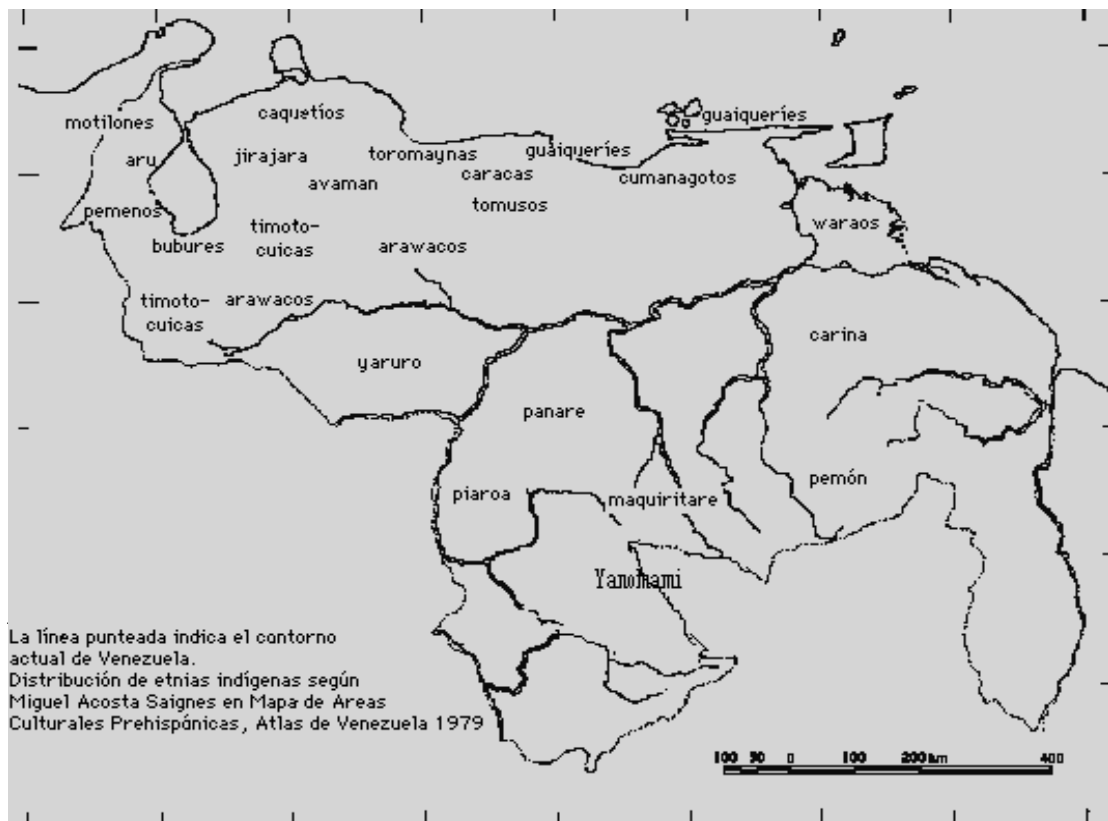 guaiqueríes
caquetíos
motilones
aru
jirajara
toromaynas
guaiqueríes
caracas
cumanagotos
avaman
tomusos
pemenos
timoto-
cuicas
waraos
bubures
arawacos
timoto-
cuicas
arawacos
carina
yaruro
panare
piaroa
maquiritare
pemón
Yanomami
La línea punteada indica el contorno
actual de Venezuela.
Distribución de etnias indígenas según
Miguel Acosta Saignes en Mapa de Areas
Culturales Prehispánicas, Atlas de Venezuela 1979
100 50 0 100 200 km 400